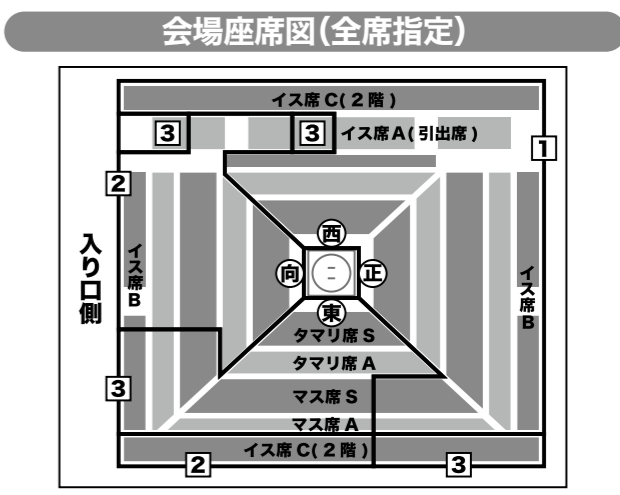 会場座席図(全席指定)
イス席C(2階)
3
3
イス席A(引出席)
1
2
入り口側
イス席B
西
向
正
東
イス席B
タマリ席S
タマリ席A
マス席S
マス席A
3
イス席C(2階)
2
3